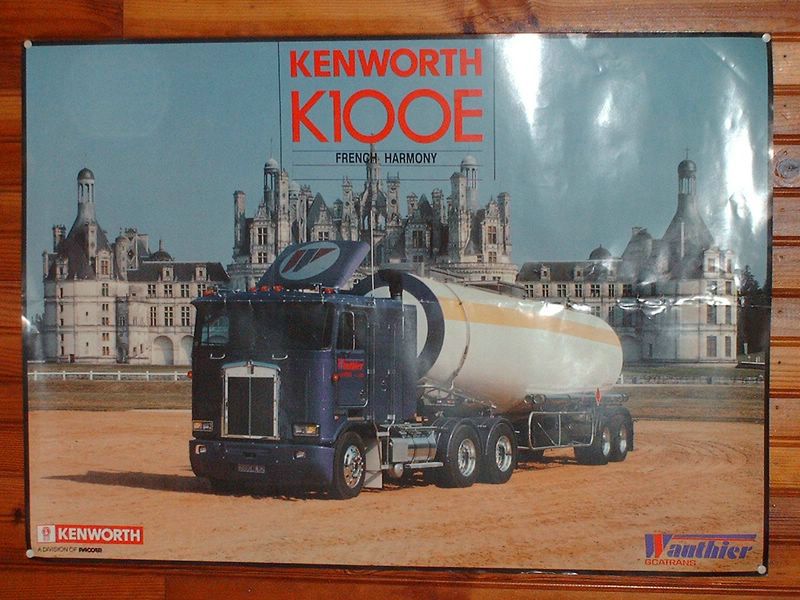 KENWORTH
K100E
FRENCH HARMONY
Wauthier
KENWORTH
A DIVISION OF PACCAR
Wauthier
GCATRANS